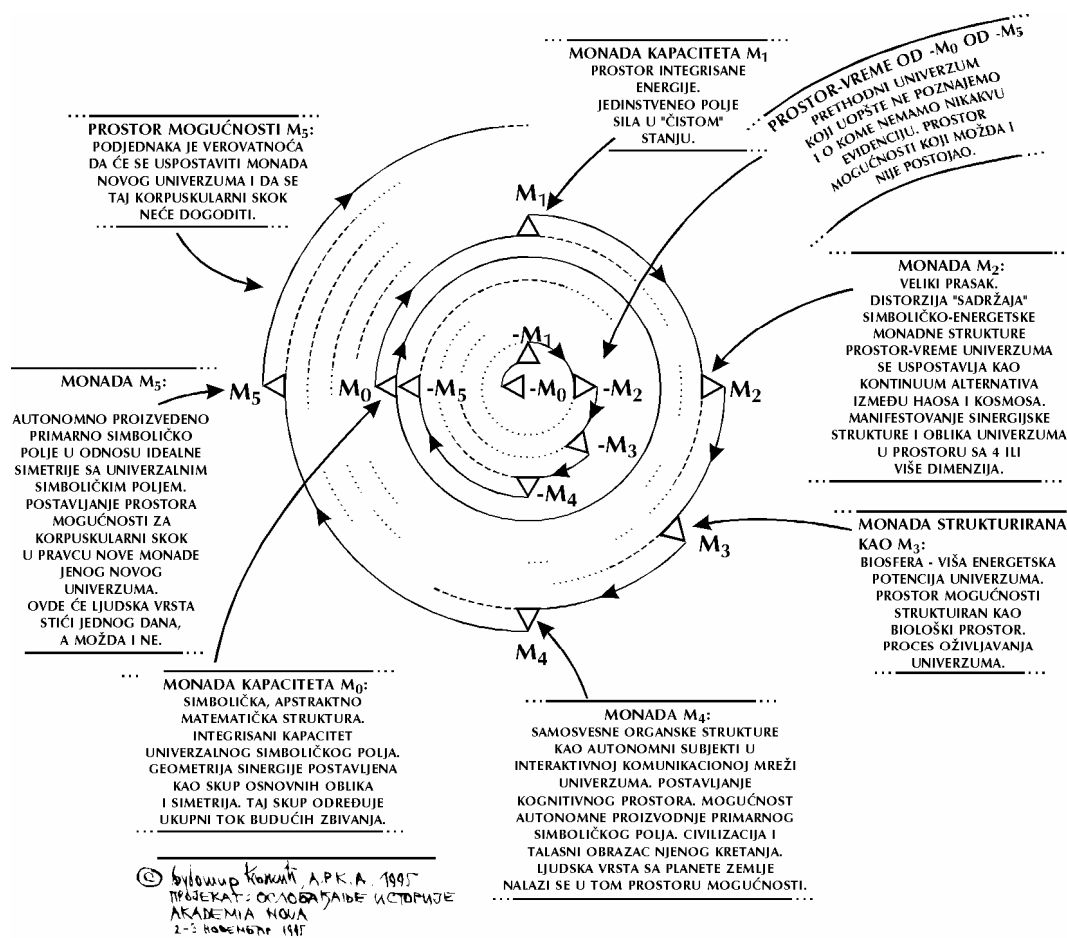 MONADA KAPACITETA M₁
PROSTOR INTEGRISANE
ENERGIJE.
JEDINSTVENEO POLJE
SILA U "ČISTOM"
STANJU.
PROSTOR-VREME OD -M₀ OD -M₅
PRETHODNI UNIVERZUM
KOJI UOPŠTE NE POZNAJEMO
I O KOME NEMAMO NIKAKVU
EVIDENCIJU. PROSTOR
MOGUĆNOSTI KOJI MOŽDA I
NIJE POSTOJAO.
PROSTOR MOGUĆNOSTI M₅:
PODJEDNAKA JE VEROVATNOĆA
DA ĆE SE USPOSTAVITI MONADA
NOVOG UNIVERZUMA I DA SE
TAJ KORPUSKULARNI SKOK
NEĆE DOGODITI.
M₁
-M₁
M₅
M₀
-M₅
-M₀
-M₂
M₂
-M₃
-M₄
M₃
M₄
MONADA M₂:
VELIKI PRASAK.
DISTORZIJA "SADRŽAJA"
SIMBOLIČKO-ENERGETSKE
MONADNE STRUKTURE
PROSTOR-VREME UNIVERZUMA
SE USPOSTAVLJA KAO
KONTINUUM ALTERNATIVA
IZMEĐU HAOSA I KOSMOSA.
MANIFESTOVANJE SINERGIJSKE
STRUKTURE I OBLIKA UNIVERZUMA
U PROSTORU SA 4 ILI
VIŠE DIMENZIJA.
MONADA M₅:
AUTONOMNO PROIZVEĐENO
PRIMARNO SIMBOLIČKO
POLJE U ODNOSU IDEALNE
SIMETRIJE SA UNIVERZALNIM
SIMBOLIČKIM POLJEM.
POSTAVLJANJE PROSTORA
MOGUĆNOSTI ZA
KORPUSKULARNI SKOK
U PRAVCU NOVE MONADE
JENOG NOVOG
UNIVERZUMA.
OVDE ĆE LJUDSKA VRSTA
STIĆI JEDNOG DANA,
A MOŽDA I NE.
MONADA STRUKTURIRANA
KAO M₃:
BIOSFERA - VIŠA ENERGETSKA
POTENCIJA UNIVERZUMA.
PROSTOR MOGUĆNOSTI
STRUKTUIRAN KAO
BIOLOŠKI PROSTOR.
PROCES OŽIVLJAVANJA
UNIVERZUMA.
MONADA KAPACITETA M₀:
SIMBOLIČKA, APSTRAKTNO
MATEMATIČKA STRUKTURA.
INTEGRISANI KAPACITET
UNIVERZALNOG SIMBOLIČKOG POLJA.
GEOMETRIJA SINERGIJE POSTAVLJENA
KAO SKUP OSNOVNIH OBLIKA
I SIMETRIJA. TAJ SKUP ODREĐUJE
UKUPNI TOK BUDUĆIH ZBIVANJA.
MONADA M₄:
SAMOSVESNE ORGANSKE STRUKTURE
KAO AUTONOMNI SUBJEKTI U
INTERAKTIVNOJ KOMUNIKACIONOJ MREŽI
UNIVERZUMA. POSTAVLJANJE
KOGNITIVNOG PROSTORA. MOGUĆNOST
AUTONOMNE PROIZVODNJE PRIMARNOG
SIMBOLIČKOG POLJA. CIVILIZACIJA I
TALASNI OBRAZAC NJENOG KRETANJA.
LJUDSKA VRSTA SA PLANETE ZEMLJE
NALAZI SE U TOM PROSTORU MOGUĆNOSTI.
© A.P.K.A. 1995
ПРОЈЕКАТ: ОСЛОБАЂАЊЕ ИСТОРИЈЕ
AKADEMIA NOVA
2-3 НОВЕМБАР 1995